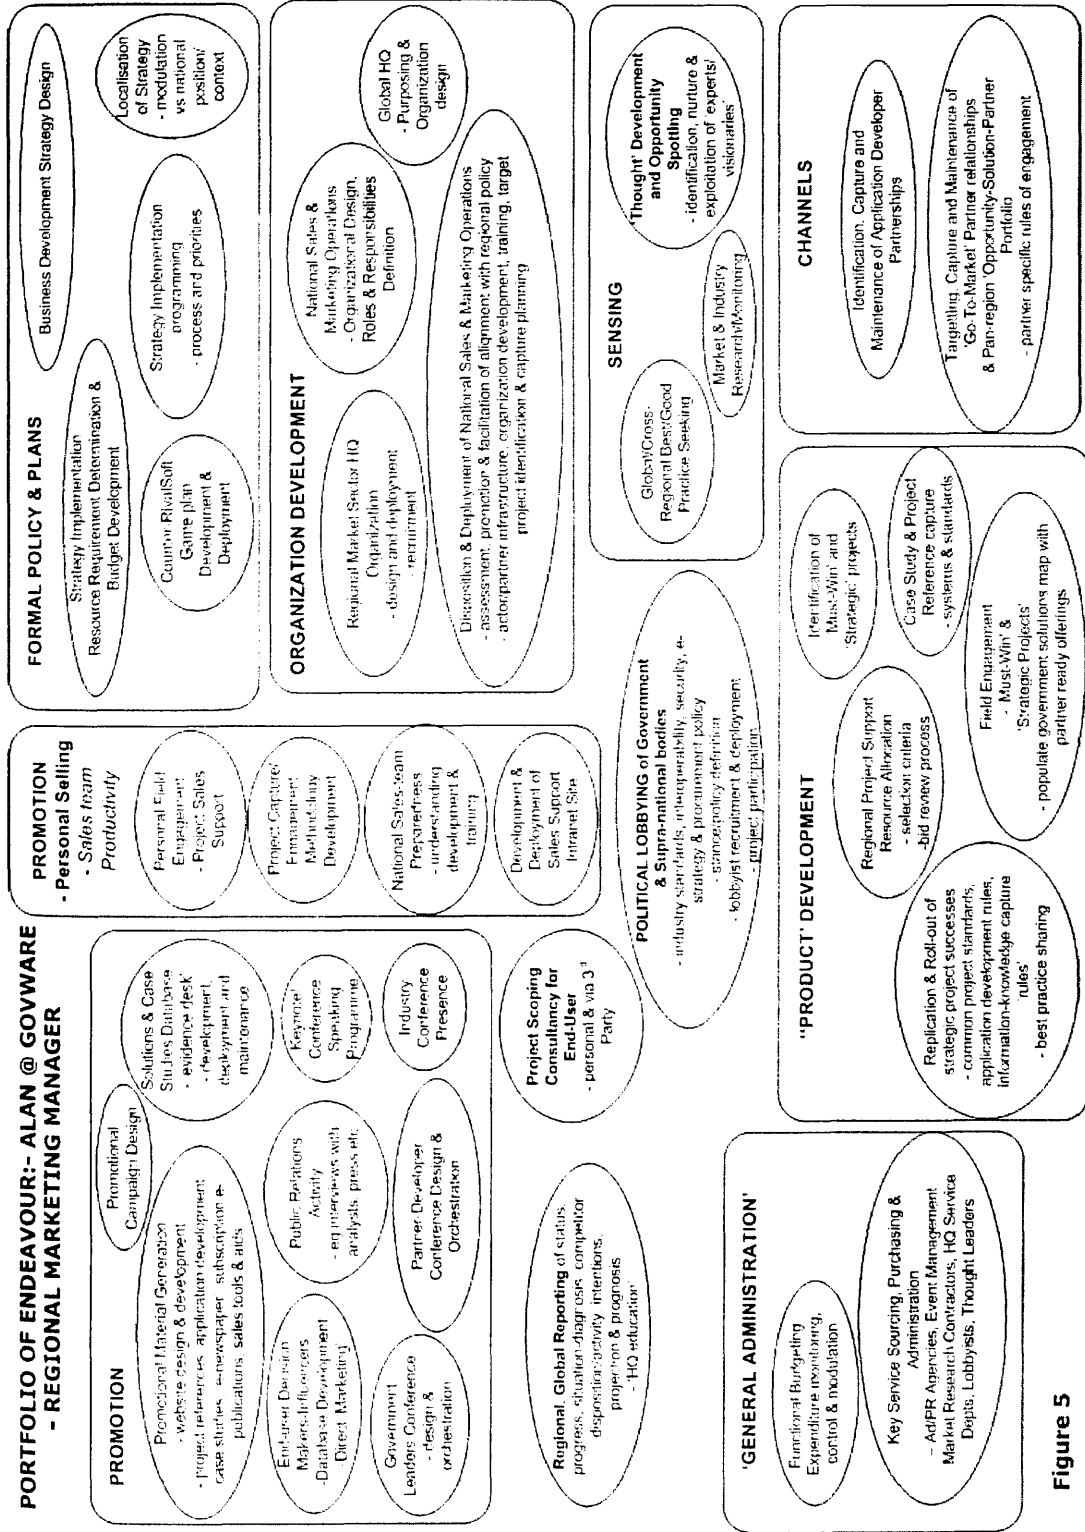 PORTFOLIO OF ENDEAVOUR:- ALAN @ GOVWARE
- REGIONAL MARKETING MANAGER
PROMOTION
Promotional
Campaign Design
Promotional Material Generation
- website design & development
- project references application development
case studies e-newspaper subscription e-
publications sales tools & aids
Solutions & Case
Studies Database
- evidence desk'
- development,
deployment and
maintenance
End-user Decision
Makers-Influencers
-Database Development
Direct Marketing
Public Relations
Activity
- eg interviews with
analysts, press etc
Keynote/
Conference
Speaking
Programme
Government
Leaders Conference
- design &
orchestration
Partner Developer
Conference Design &
Orchestration
Industry
Conference
Presence
PROMOTION
- Personal Selling
- Sales team
Productivity
Personal Field
Engagement
- Project Sales
Support
Project Capture/
Engagement
Methodology
Development
National Sales-team
Preparedness
- understanding
development &
training
Development &
Deployment of
Sales Support
Intranet Site
FORMAL POLICY & PLANS
Business Development Strategy Design
Strategy Implementation
Resource Requirement Determination &
Budget Development
Localisation
of Strategy
- modulation
vs national
position/
context
Counter-RivalSoft
Game plan
Development &
Deployment
Strategy Implementation
programming
- process and priorities
ORGANIZATION DEVELOPMENT
Regional Market Sector HQ
Organization
- design and deployment
- recruitment
National Sales &
Marketing Operations
- Organizational Design,
Roles & Responsibilities
Definition
Global HQ
- Purposing &
Organization
design
Disposition & Deployment of National Sales & Marketing Operations
- assessment, promotion & facilitation of alignment with regional policy
- actor/partner infrastructure, organization development, training, target
project identification & capture planning
Regional, Global Reporting of status,
progress, situation-diagnosis competitor
disposition-activity intentions,
projection & prognosis
- 'HQ education'
Project Scoping
Consultancy for
End-User
- personal & via 3rd
Party
POLITICAL LOBBYING of Government
& Supra-national bodies
- industry standards, interoperability, security, e-
strategy & procurement policy
- stance/policy definition
- lobbyist recruitment & deployment
- project participation
SENSING
Global/Cross-
Regional Best/Good
Practice Seeking
Market & Industry
Research/Monitoring
'Thought' Development
and Opportunity
Spotting
- identification, nurture &
exploitation of 'experts/
visionaries'
'GENERAL ADMINISTRATION'
Functional Budgeting
Expenditure monitoring,
control & modulation
Key Service Sourcing, Purchasing &
Administration
– Ad/PR Agencies, Event Management
Market Research Contractors, HQ Service
Depts, Lobbyists, Thought Leaders
"PRODUCT' DEVELOPMENT
Replication & Roll-out of
strategic project successes
- common project standards,
application development rules,
information-knowledge capture
'rules'
- best practice sharing
Regional Project Support
Resource Allocation
- selection criteria
-bid review process
Identification of
'Must-Win' and
'Strategic' projects
Case Study & Project
Reference capture
- systems & standards
Field Engagement
- 'Must-Win' &
'Strategic Projects'
- populate government solutions map with
partner ready offerings
CHANNELS
Identification, Capture and
Maintenance of Application Developer
Partnerships
Targetting, Capture and Maintenance of
'Go-To-Market' Partner relationships
& Pan-region 'Opportunity-Solution-Partner
Portfolio
- partner specific rules of engagement
Figure 5